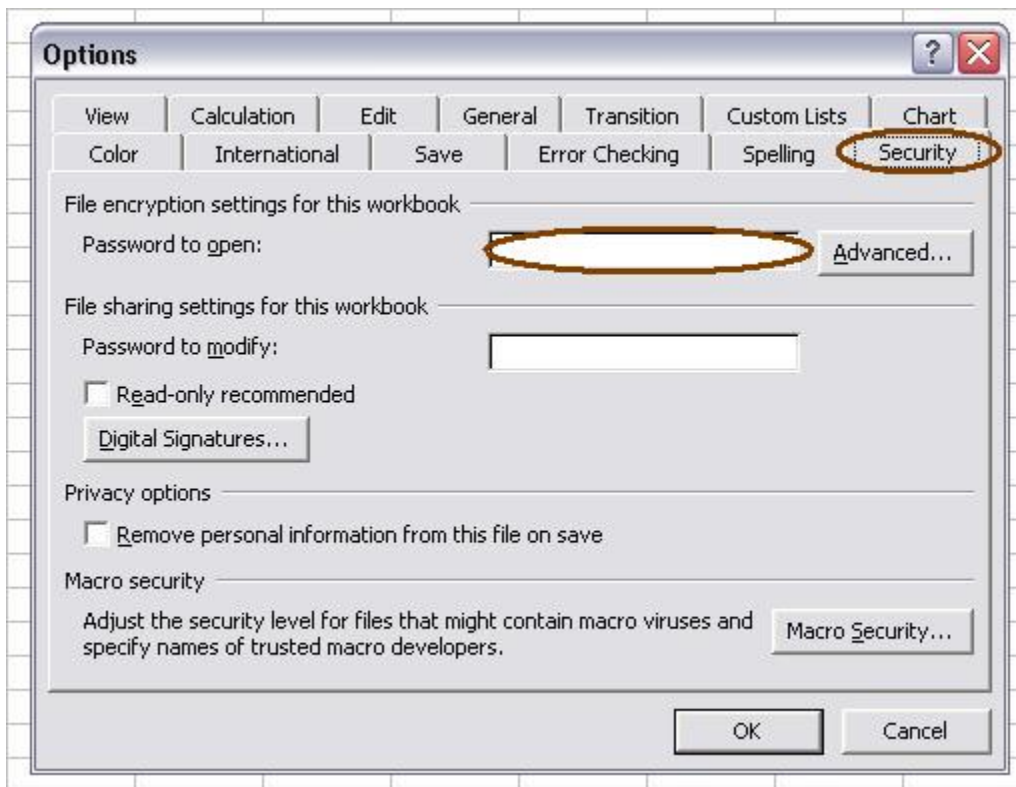 Options
?
View Calculation Edit General Transition Custom Lists Chart
Color International Save Error Checking Spelling Security
File encryption settings for this workbook
Password to open: Advanced...
File sharing settings for this workbook
Password to modify:
Read-only recommended
Digital Signatures...
Privacy options
Remove personal information from this file on save
Macro security
Adjust the security level for files that might contain macro viruses and
specify names of trusted macro developers.
Macro Security...
OK Cancel